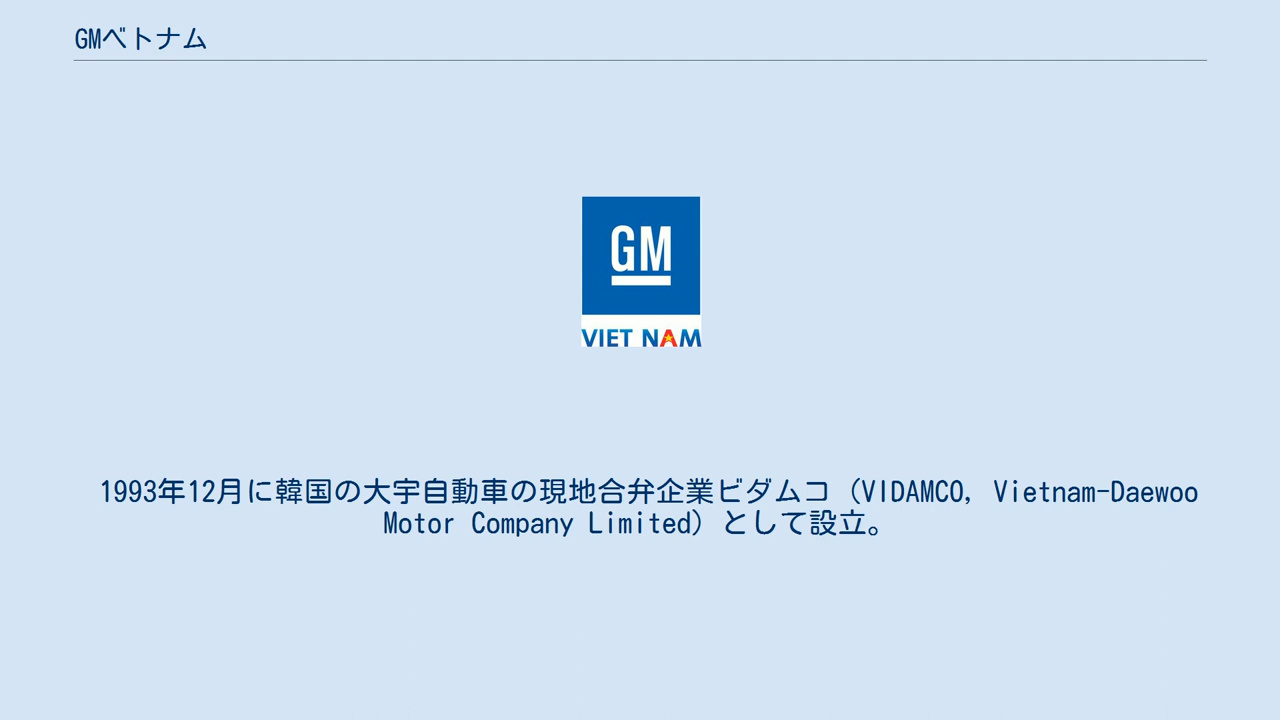 GMベトナム
GM
VIET NAM
1993年12月に韓国の大宇自動車の現地合弁企業ビダムコ（VIDAMCO, Vietnam-Daewoo
Motor Company Limited）として設立。